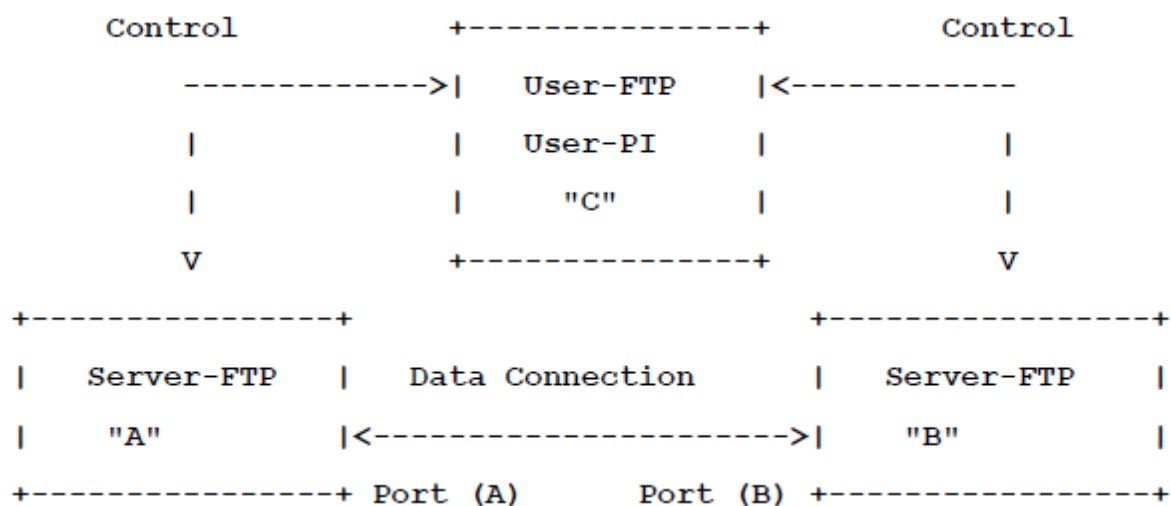 Control            +---------------+         Control
    ------------->|   User-FTP    |<------------
    |             |   User-PI     |            |
    |             |     "C"       |            |
    V             +---------------+            V
+-----------------+                        +------------------+
|   Server-FTP   |   Data Connection      |   Server-FTP    |
|    "A"         |<---------------------->|    "B"          |
+-----------------+ Port (A)      Port (B) +------------------+